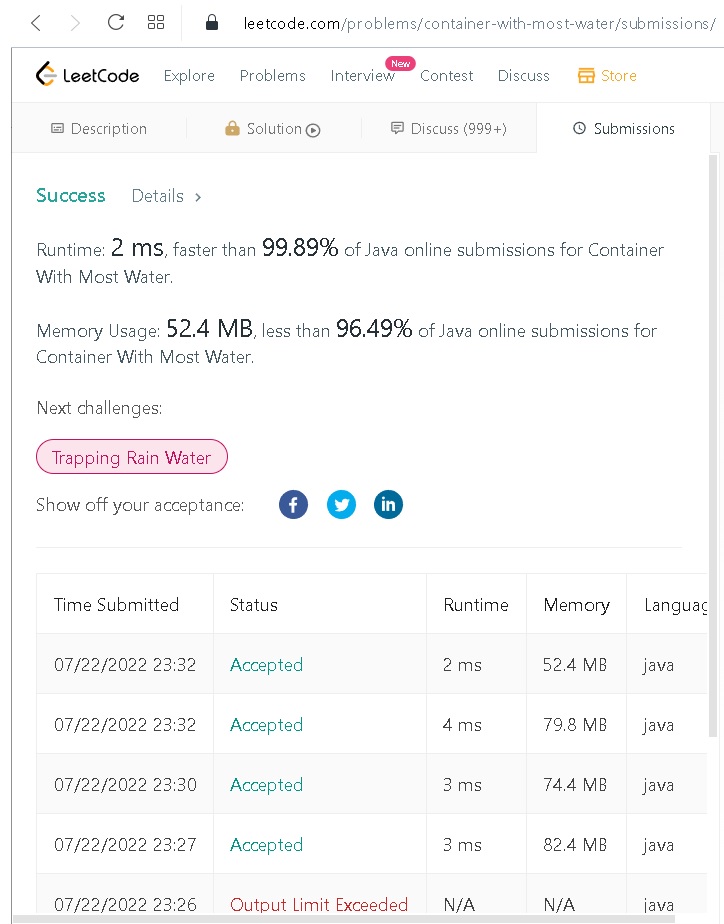 leetcode.com/problems/container-with-most-water/submissions/
LeetCode Explore Problems Interview New Contest Discuss Store
Description Solution Discuss (999+) Submissions
Success Details >
Runtime: 2 ms, faster than 99.89% of Java online submissions for Container
With Most Water.
Memory Usage: 52.4 MB, less than 96.49% of Java online submissions for
Container With Most Water.
Next challenges:
Trapping Rain Water
Show off your acceptance: f in
Time Submitted Status Runtime Memory Languag
07/22/2022 23:32 Accepted 2 ms 52.4 MB java
07/22/2022 23:32 Accepted 4 ms 79.8 MB java
07/22/2022 23:30 Accepted 3 ms 74.4 MB java
07/22/2022 23:27 Accepted 3 ms 82.4 MB java
07/22/2022 23:26 Output Limit Exceeded N/A N/A java